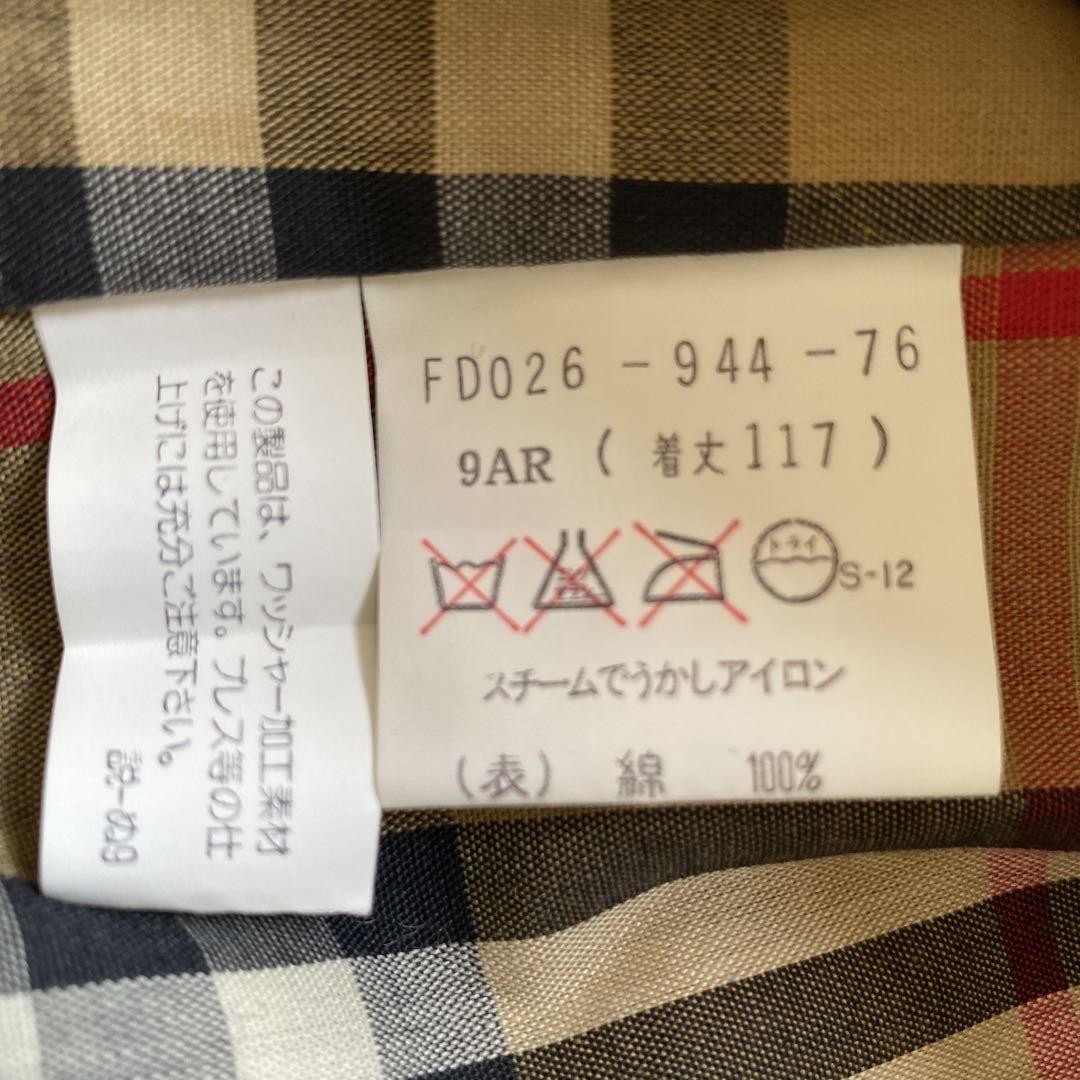 この製品は、ワッシャー加工素材
を使用しています。プレス等の仕
上げには充分ご注意下さい。
説-ぬ9
FD026-944-76
9AR (着丈117)
ドライ
S-12
スチームでうかしアイロン
(表) 綿 100%